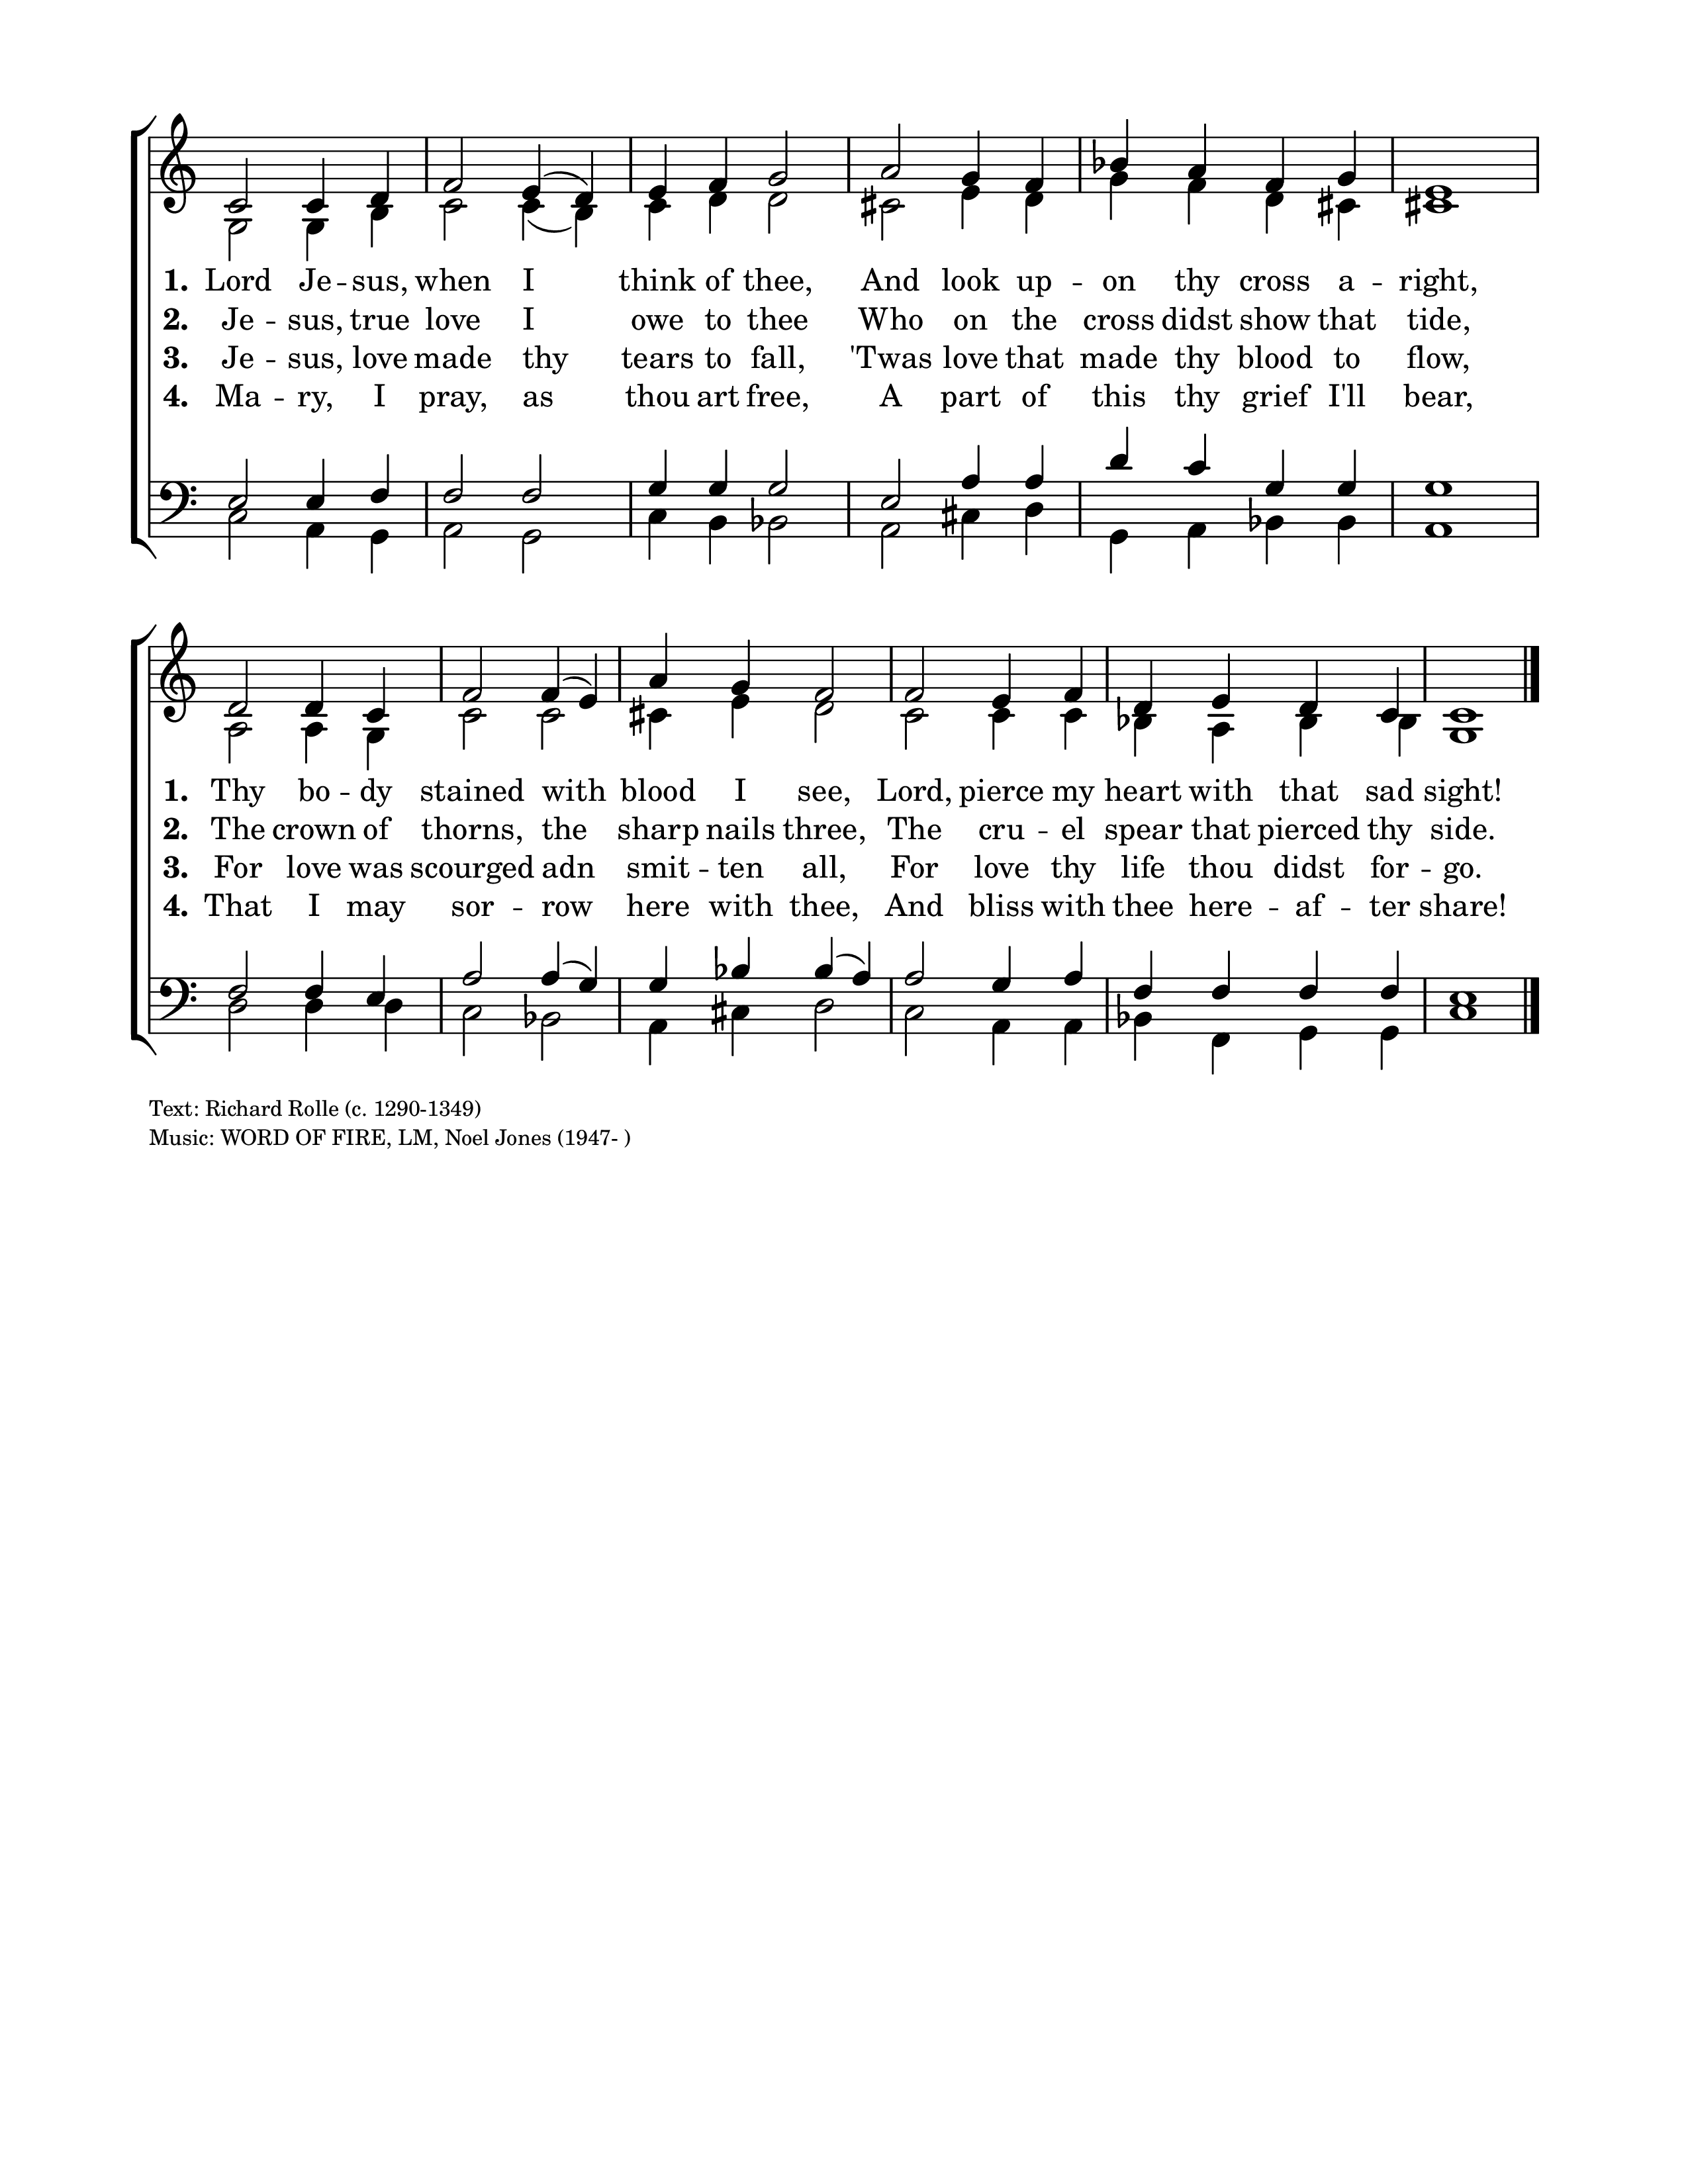 1. Lord Je -- sus, when I think of thee, And look up -- on thy cross a -- right,
2. Je -- sus, true love I owe to thee Who on the cross didst show that tide,
3. Je -- sus, love made thy tears to fall, 'Twas love that made thy blood to flow,
4. Ma -- ry, I pray, as thou art free, A part of this thy grief I'll bear,
1. Thy bo -- dy stained with blood I see, Lord, pierce my heart with that sad sight!
2. The crown of thorns, the sharp nails three, The cru -- el spear that pierced thy side.
3. For love was scourged adn smit -- ten all, For love thy life thou didst for -- go.
4. That I may sor -- row here with thee, And bliss with thee here -- af -- ter share!
Text: Richard Rolle (c. 1290-1349)
Music: WORD OF FIRE, LM, Noel Jones (1947- )